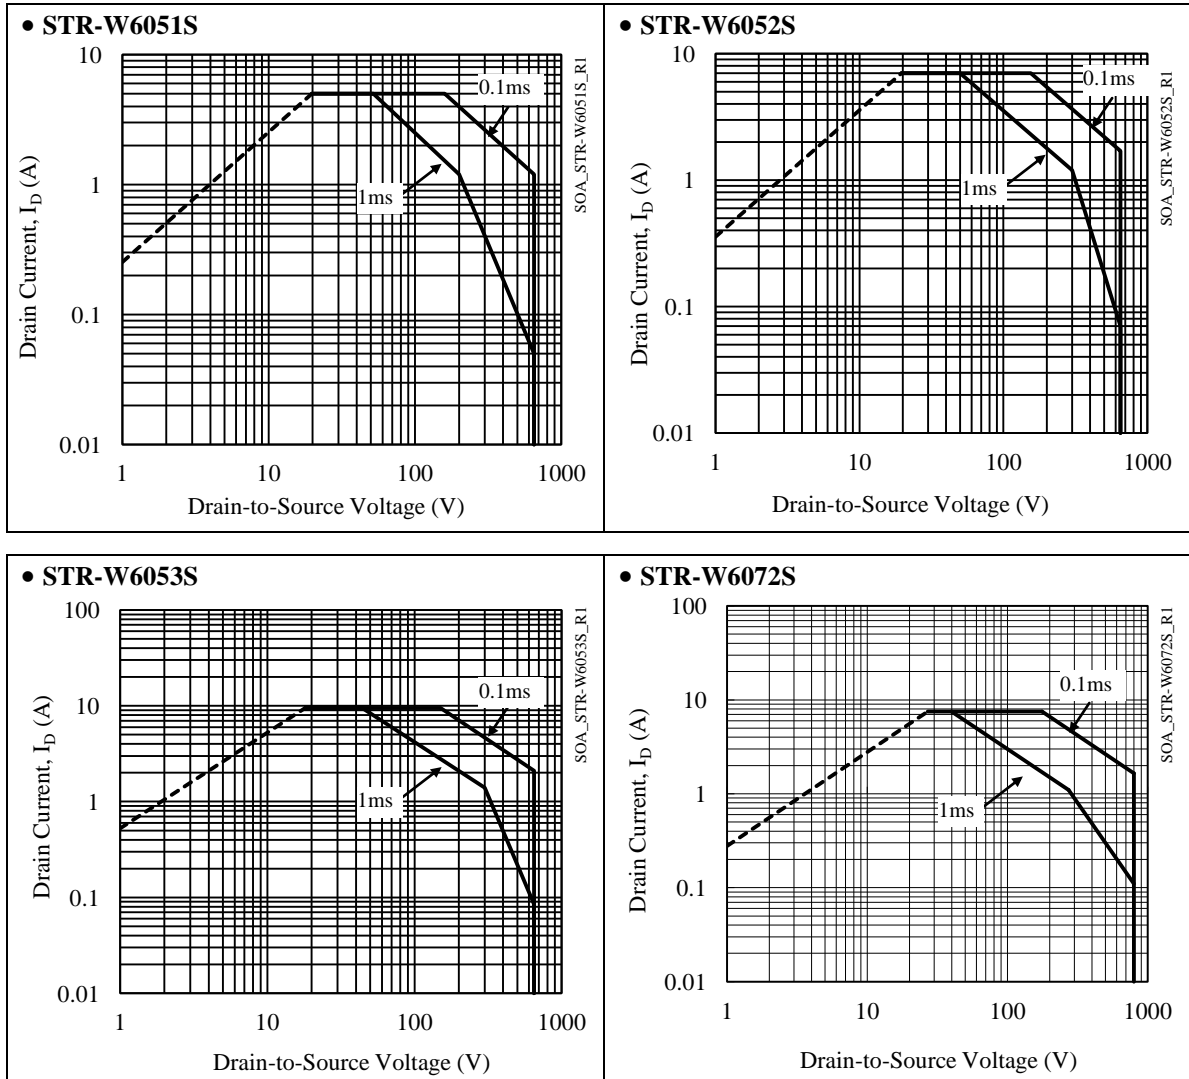 • STR-W6051S
10
1
0.1
0.01
Drain Current, I_D (A)
0.1ms
1ms
SOA_STR-W6051S_R1
1 10 100 1000
Drain-to-Source Voltage (V)
• STR-W6052S
10
1
0.1
0.01
Drain Current, I_D (A)
0.1ms
1ms
SOA_STR-W6052S_R1
1 10 100 1000
Drain-to-Source Voltage (V)
• STR-W6053S
100
10
1
0.1
0.01
Drain Current, I_D (A)
0.1ms
1ms
SOA_STR-W6053S_R1
1 10 100 1000
Drain-to-Source Voltage (V)
• STR-W6072S
100
10
1
0.1
0.01
Drain Current, I_D (A)
0.1ms
1ms
SOA_STR-W6072S_R1
1 10 100 1000
Drain-to-Source Voltage (V)